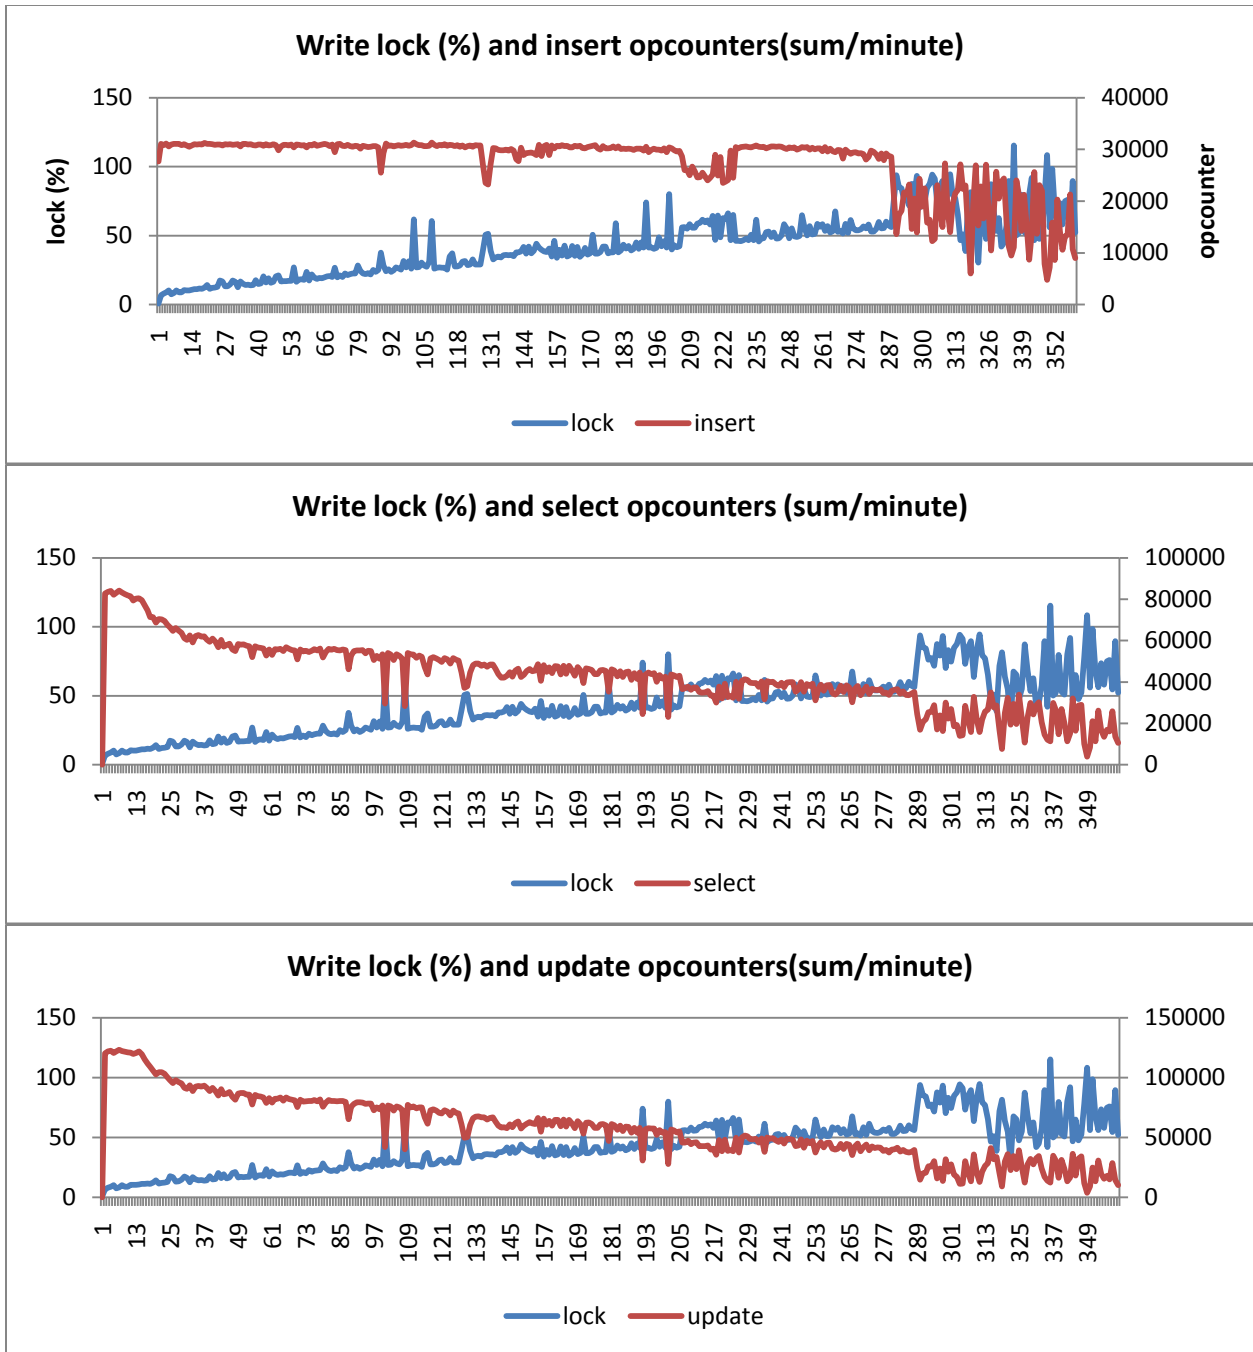 Write lock (%) and insert opcounters(sum/minute)
150 40000
100 30000
20000
50 10000
0 0
lock (%)
opcounter
1 14 27 40 53 66 79 92 105 118 131 144 157 170 183 196 209 222 235 248 261 274 287 300 313 326 339 352
lock insert
Write lock (%) and select opcounters (sum/minute)
150 100000
80000
100 60000
50 40000
20000
0 0
1 13 25 37 49 61 73 85 97 109 121 133 145 157 169 181 193 205 217 229 241 253 265 277 289 301 313 325 337 349
lock select
Write lock (%) and update opcounters(sum/minute)
150 150000
100 100000
50 50000
0 0
1 13 25 37 49 61 73 85 97 109 121 133 145 157 169 181 193 205 217 229 241 253 265 277 289 301 313 325 337 349
lock update